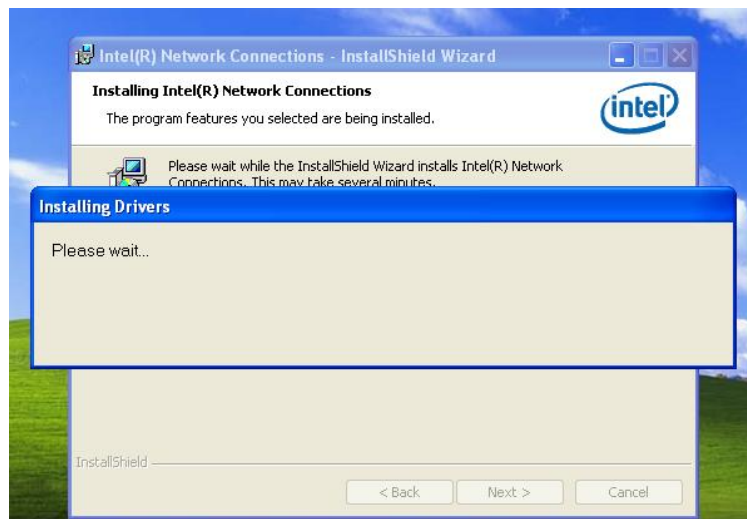 Intel(R) Network Connections - InstallShield Wizard
Installing Intel(R) Network Connections
The program features you selected are being installed.
intel
Please wait while the InstallShield Wizard installs Intel(R) Network
Connections. This may take several minutes.
Installing Drivers
Please wait...
InstallShield
< Back
Next >
Cancel